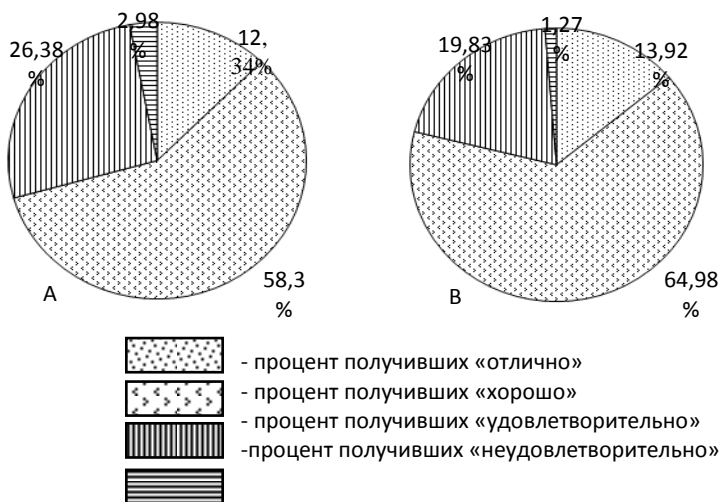 26,38
%
2,98
%
12,
34%
58,3
%
А
19,83
%
1,27
%
13,92
%
64,98
%
В
- процент получивших «отлично»
- процент получивших «хорошо»
- процент получивших «удовлетворительно»
-процент получивших «неудовлетворительно»